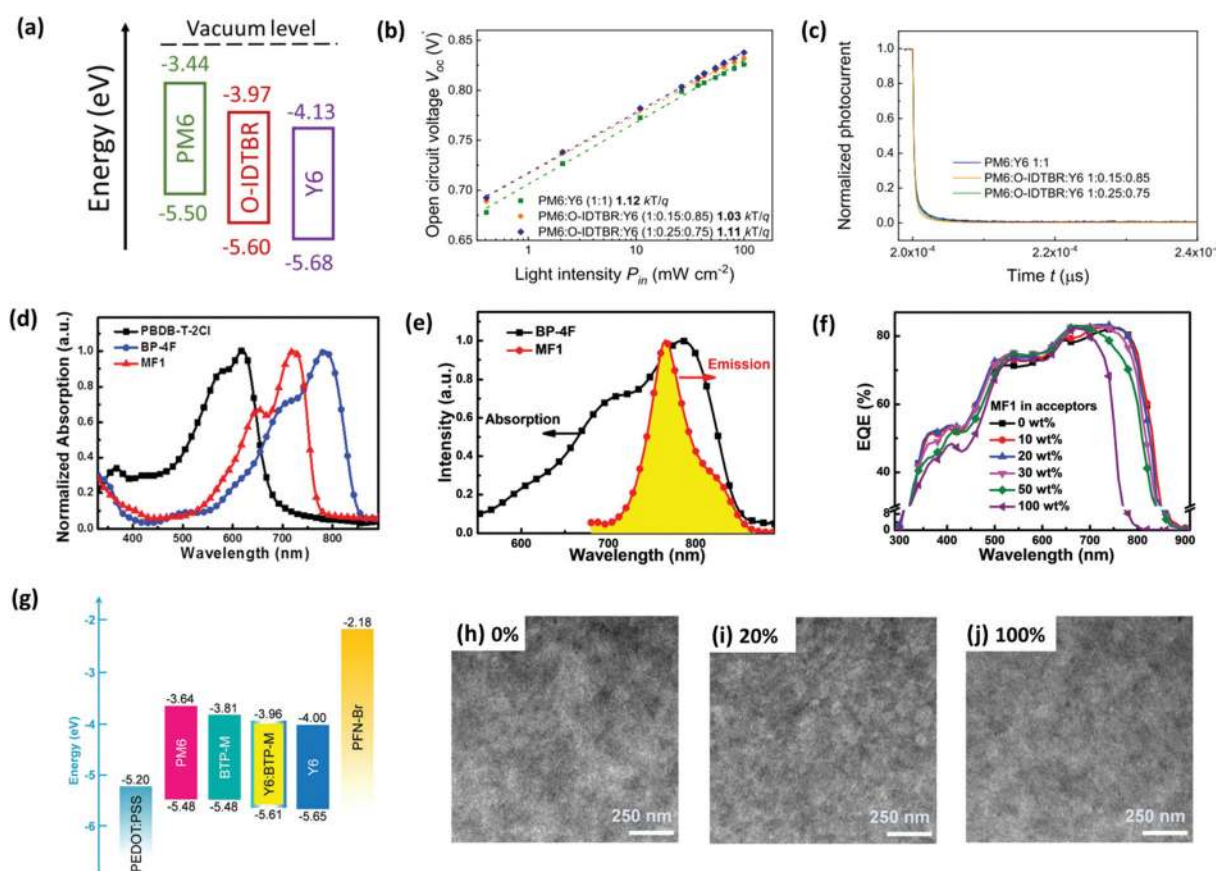 (a)
Vacuum level
Energy (eV)
-3.44
PM6
-5.50
-3.97
O-IDTBR
-5.60
-4.13
Y6
-5.68
(b)
Open circuit voltage Voc (V)
0.85
0.80
0.75
0.70
0.65
PM6:Y6 (1:1) 1.12 kT/q
PM6:O-IDTBR:Y6 (1:0.15:0.85) 1.03 kT/q
PM6:O-IDTBR:Y6 (1:0.25:0.75) 1.11 kT/q
1 10 100
Light intensity Pin (mW cm-2)
(c)
Normalized photocurrent
1.0
0.8
0.6
0.4
0.2
0.0
PM6:Y6 1:1
PM6:O-IDTBR:Y6 1:0.15:0.85
PM6:O-IDTBR:Y6 1:0.25:0.75
2.0×10-4 2.2×10-4 2.4×10-4
Time t (μs)
(d)
Normalized Absorption (a.u.)
1.0
0.8
0.6
0.4
0.2
0.0
PBDB-T-2Cl
BP-4F
MF1
400 500 600 700 800
Wavelength (nm)
(e)
Intensity (a.u.)
1.0
0.8
0.6
0.4
0.2
0.0
BP-4F
MF1
Emission
Absorption
600 700 800
Wavelength (nm)
(f)
EQE (%)
80
60
40
8
0
MF1 in acceptors
0 wt%
10 wt%
20 wt%
30 wt%
50 wt%
100 wt%
300 400 500 600 700 800 900
Wavelength (nm)
(g)
Energy (eV)
-2
-3
-4
-5
-6
-5.20
PEDOT:PSS
-3.64
PM6
-5.48
-3.81
BTP-M
-5.48
-3.96
Y6:BTP-M
-5.61
-4.00
Y6
-5.65
-2.18
PFN-Br
(h) 0%
250 nm
(i) 20%
250 nm
(j) 100%
250 nm